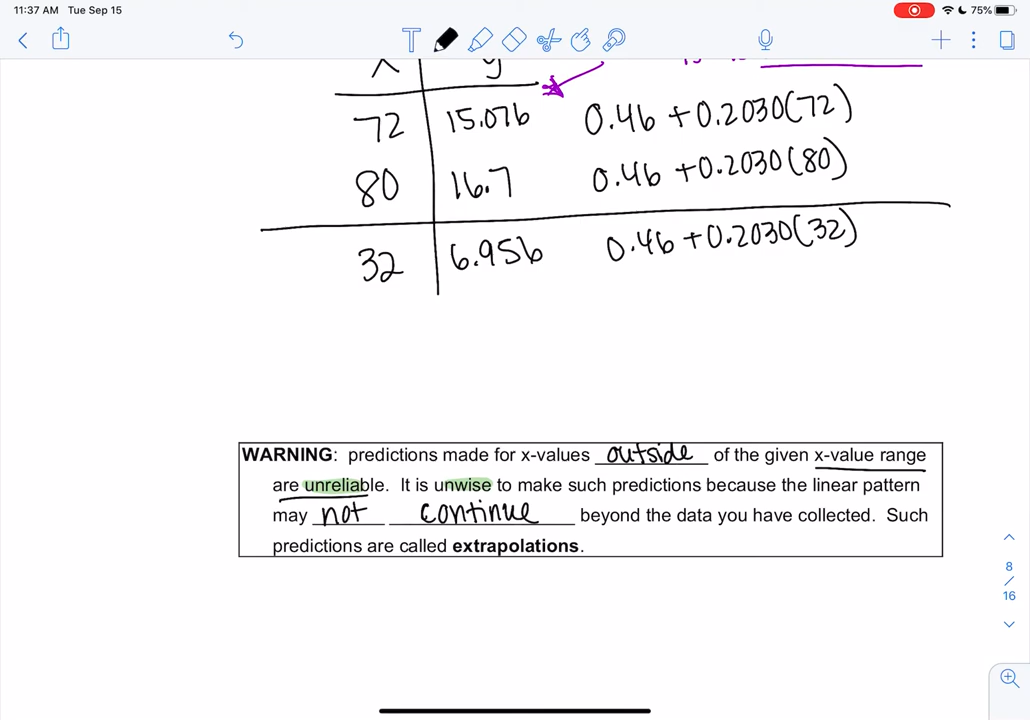 11:37 AM Tue Sep 15 75%
T
x y
72 15.076 0.46 + 0.2030(72)
80 16.7 0.46 + 0.2030(80)
32 6.956 0.46 + 0.2030(32)
WARNING: predictions made for x-values outside of the given x-value range
are unreliable. It is unwise to make such predictions because the linear pattern
may not continue beyond the data you have collected. Such
predictions are called extrapolations.
8
/
16